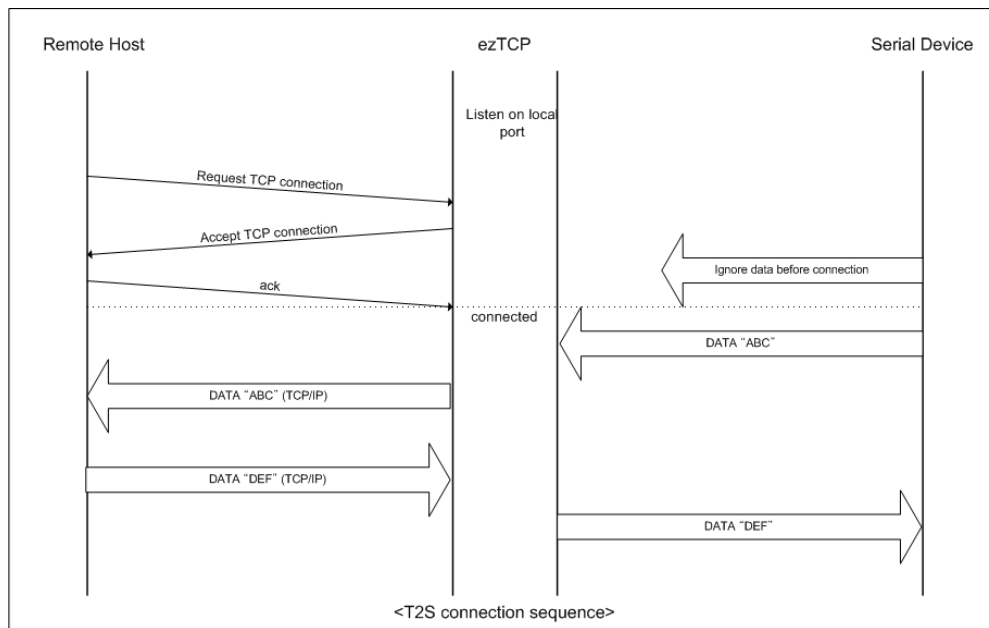 Remote Host
ezTCP
Serial Device
Listen on local
port
Request TCP connection
Accept TCP connection
Ignore data before connection
ack
connected
DATA “ABC”
DATA “ABC” (TCP/IP)
DATA “DEF” (TCP/IP)
DATA “DEF”
<T2S connection sequence>